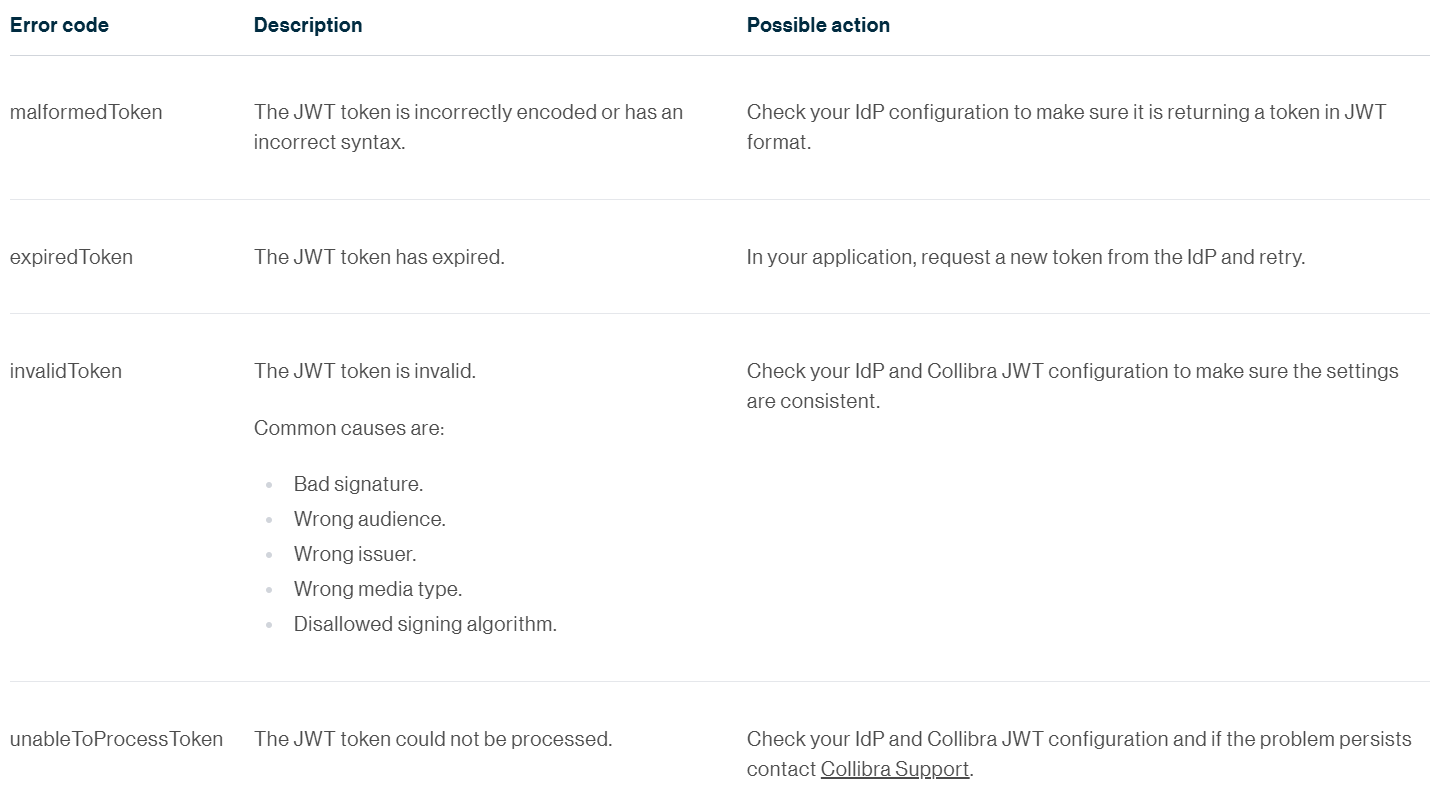 Error code Description Possible action
malformedToken The JWT token is incorrectly encoded or has an Check your IdP configuration to make sure it is returning a token in JWT
incorrect syntax. format.
expiredToken The JWT token has expired. In your application, request a new token from the IdP and retry.
invalidToken The JWT token is invalid. Check your IdP and Collibra JWT configuration to make sure the settings
are consistent.
Common causes are:
• Bad signature.
• Wrong audience.
• Wrong issuer.
• Wrong media type.
• Disallowed signing algorithm.
unableToProcessToken The JWT token could not be processed. Check your IdP and Collibra JWT configuration and if the problem persists
contact Collibra Support.